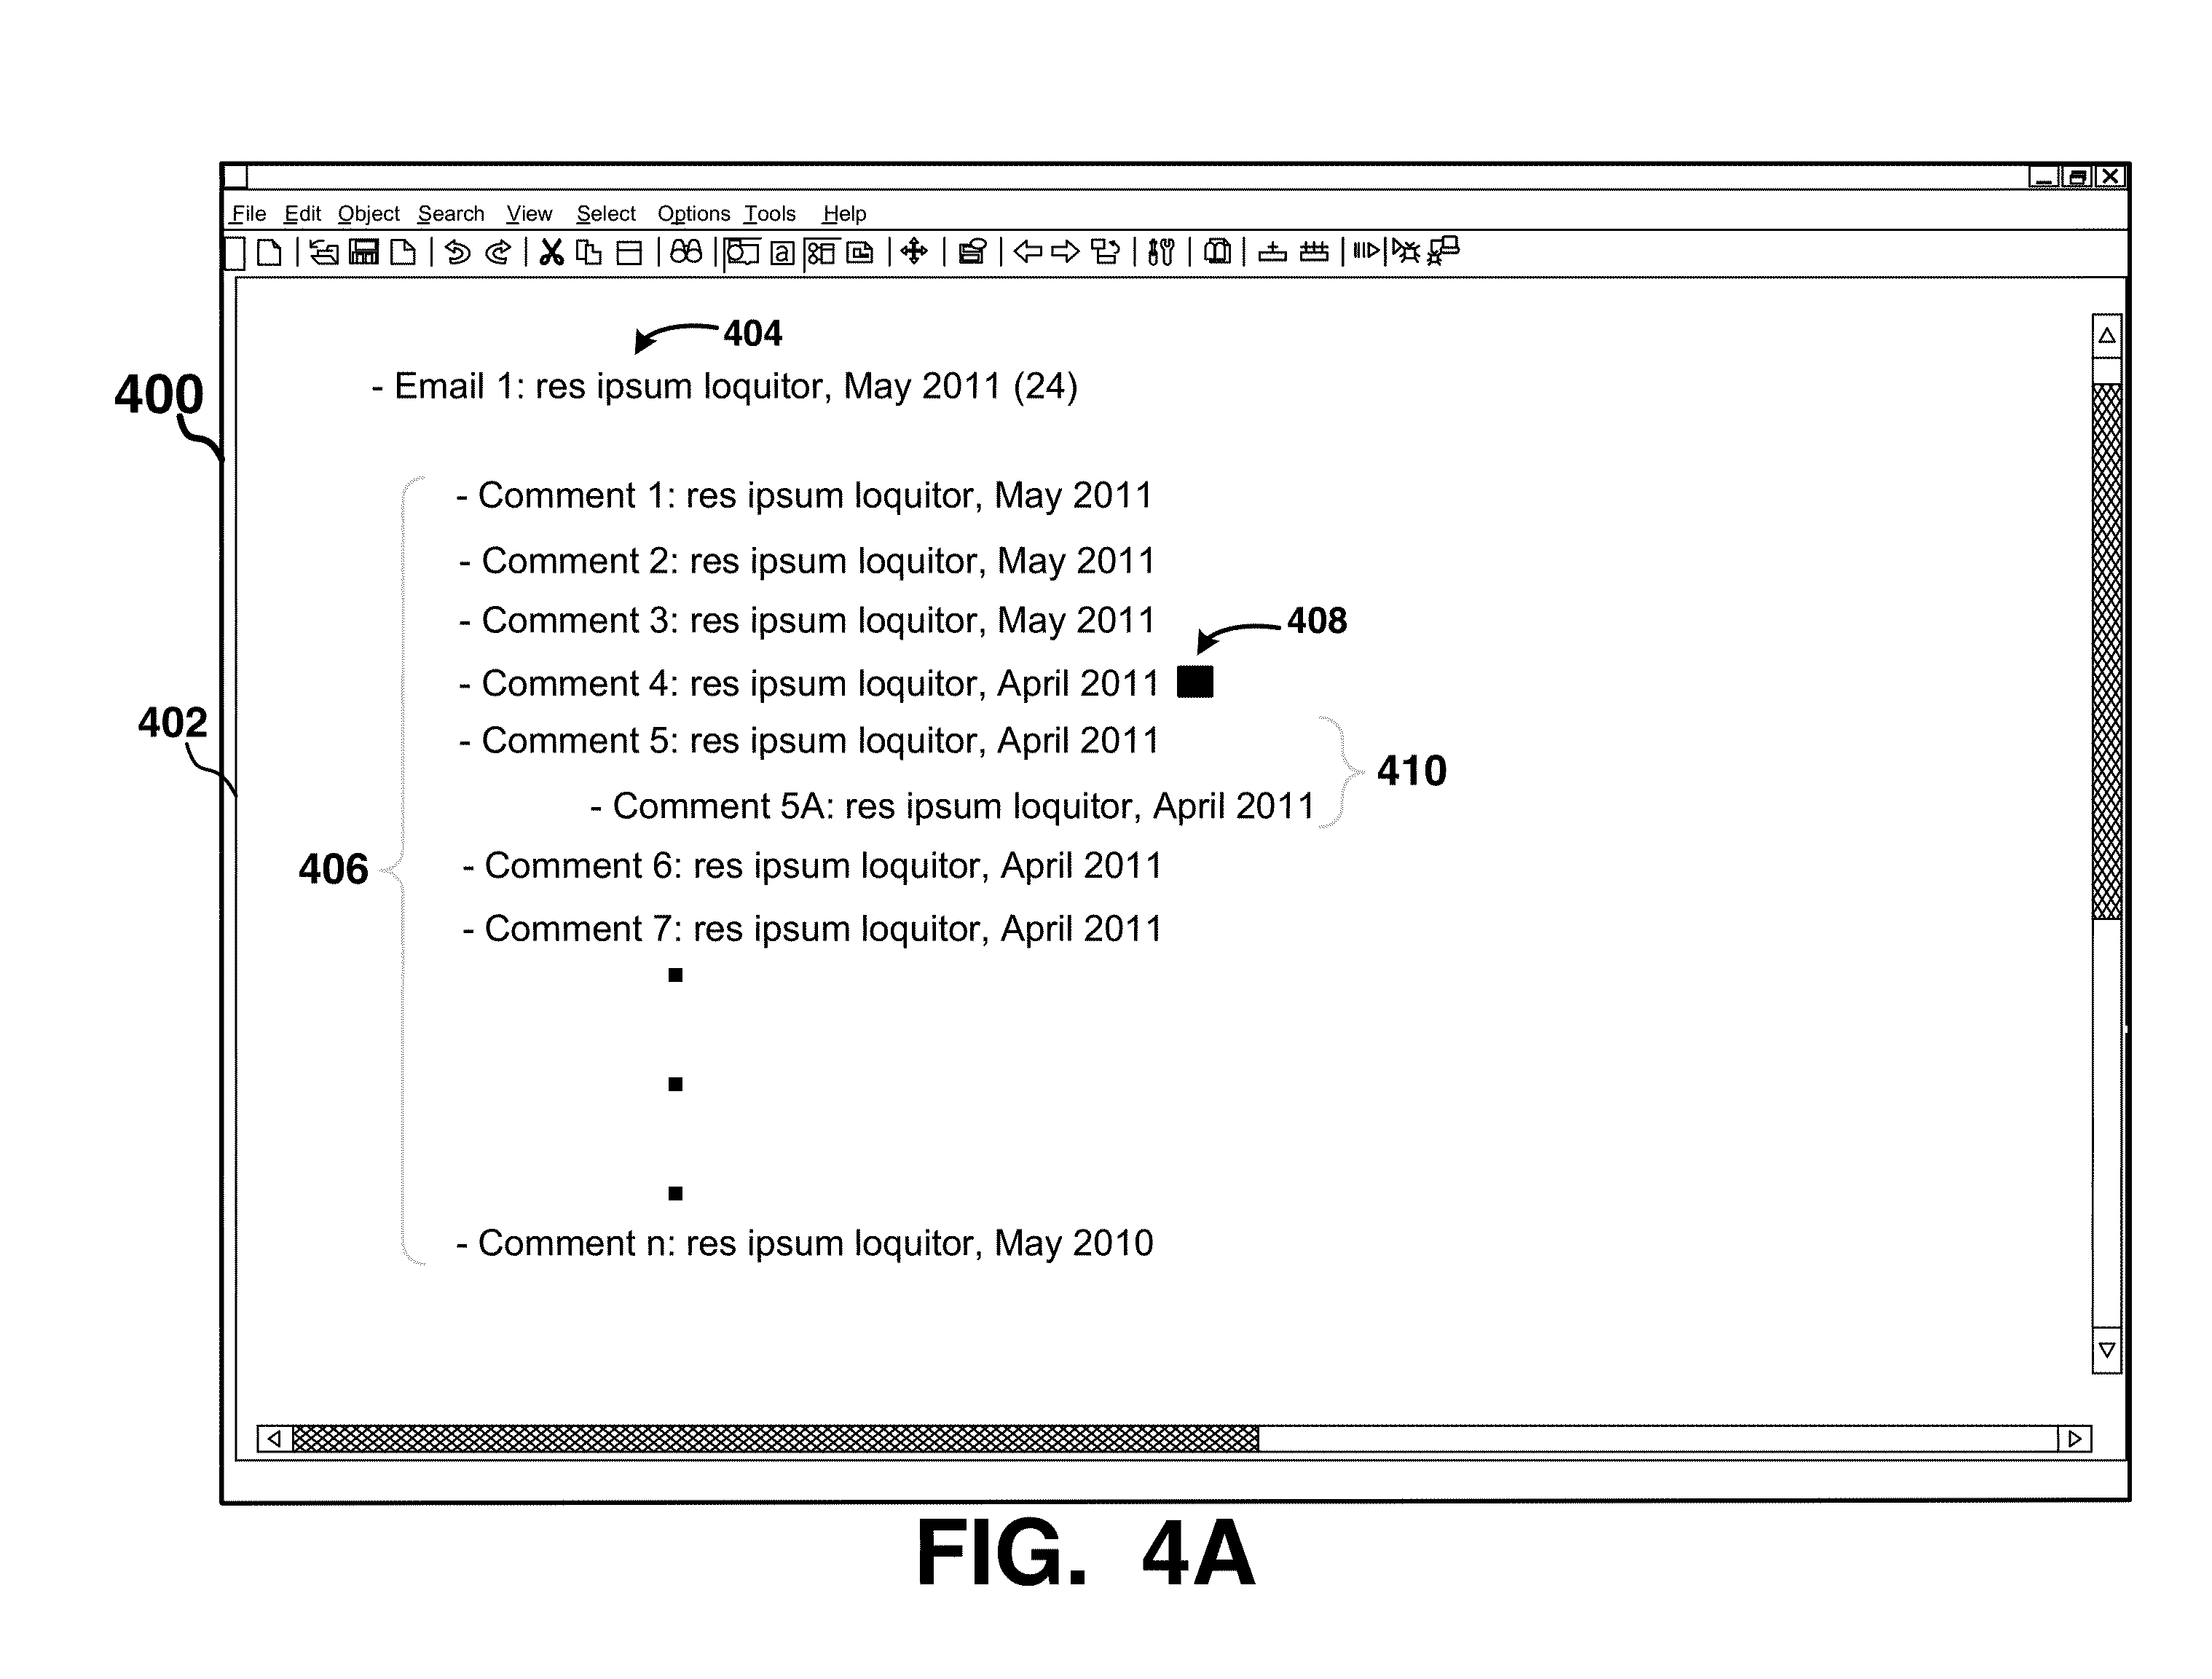 File Edit Object Search View Select Options Tools Help
a
404
- Email 1: res ipsum loquitor, May 2011 (24)
400
- Comment 1: res ipsum loquitor, May 2011
- Comment 2: res ipsum loquitor, May 2011
- Comment 3: res ipsum loquitor, May 2011
408
- Comment 4: res ipsum loquitor, April 2011
402
- Comment 5: res ipsum loquitor, April 2011
410
- Comment 5A: res ipsum loquitor, April 2011
406
- Comment 6: res ipsum loquitor, April 2011
- Comment 7: res ipsum loquitor, April 2011
- Comment n: res ipsum loquitor, May 2010
FIG. 4A